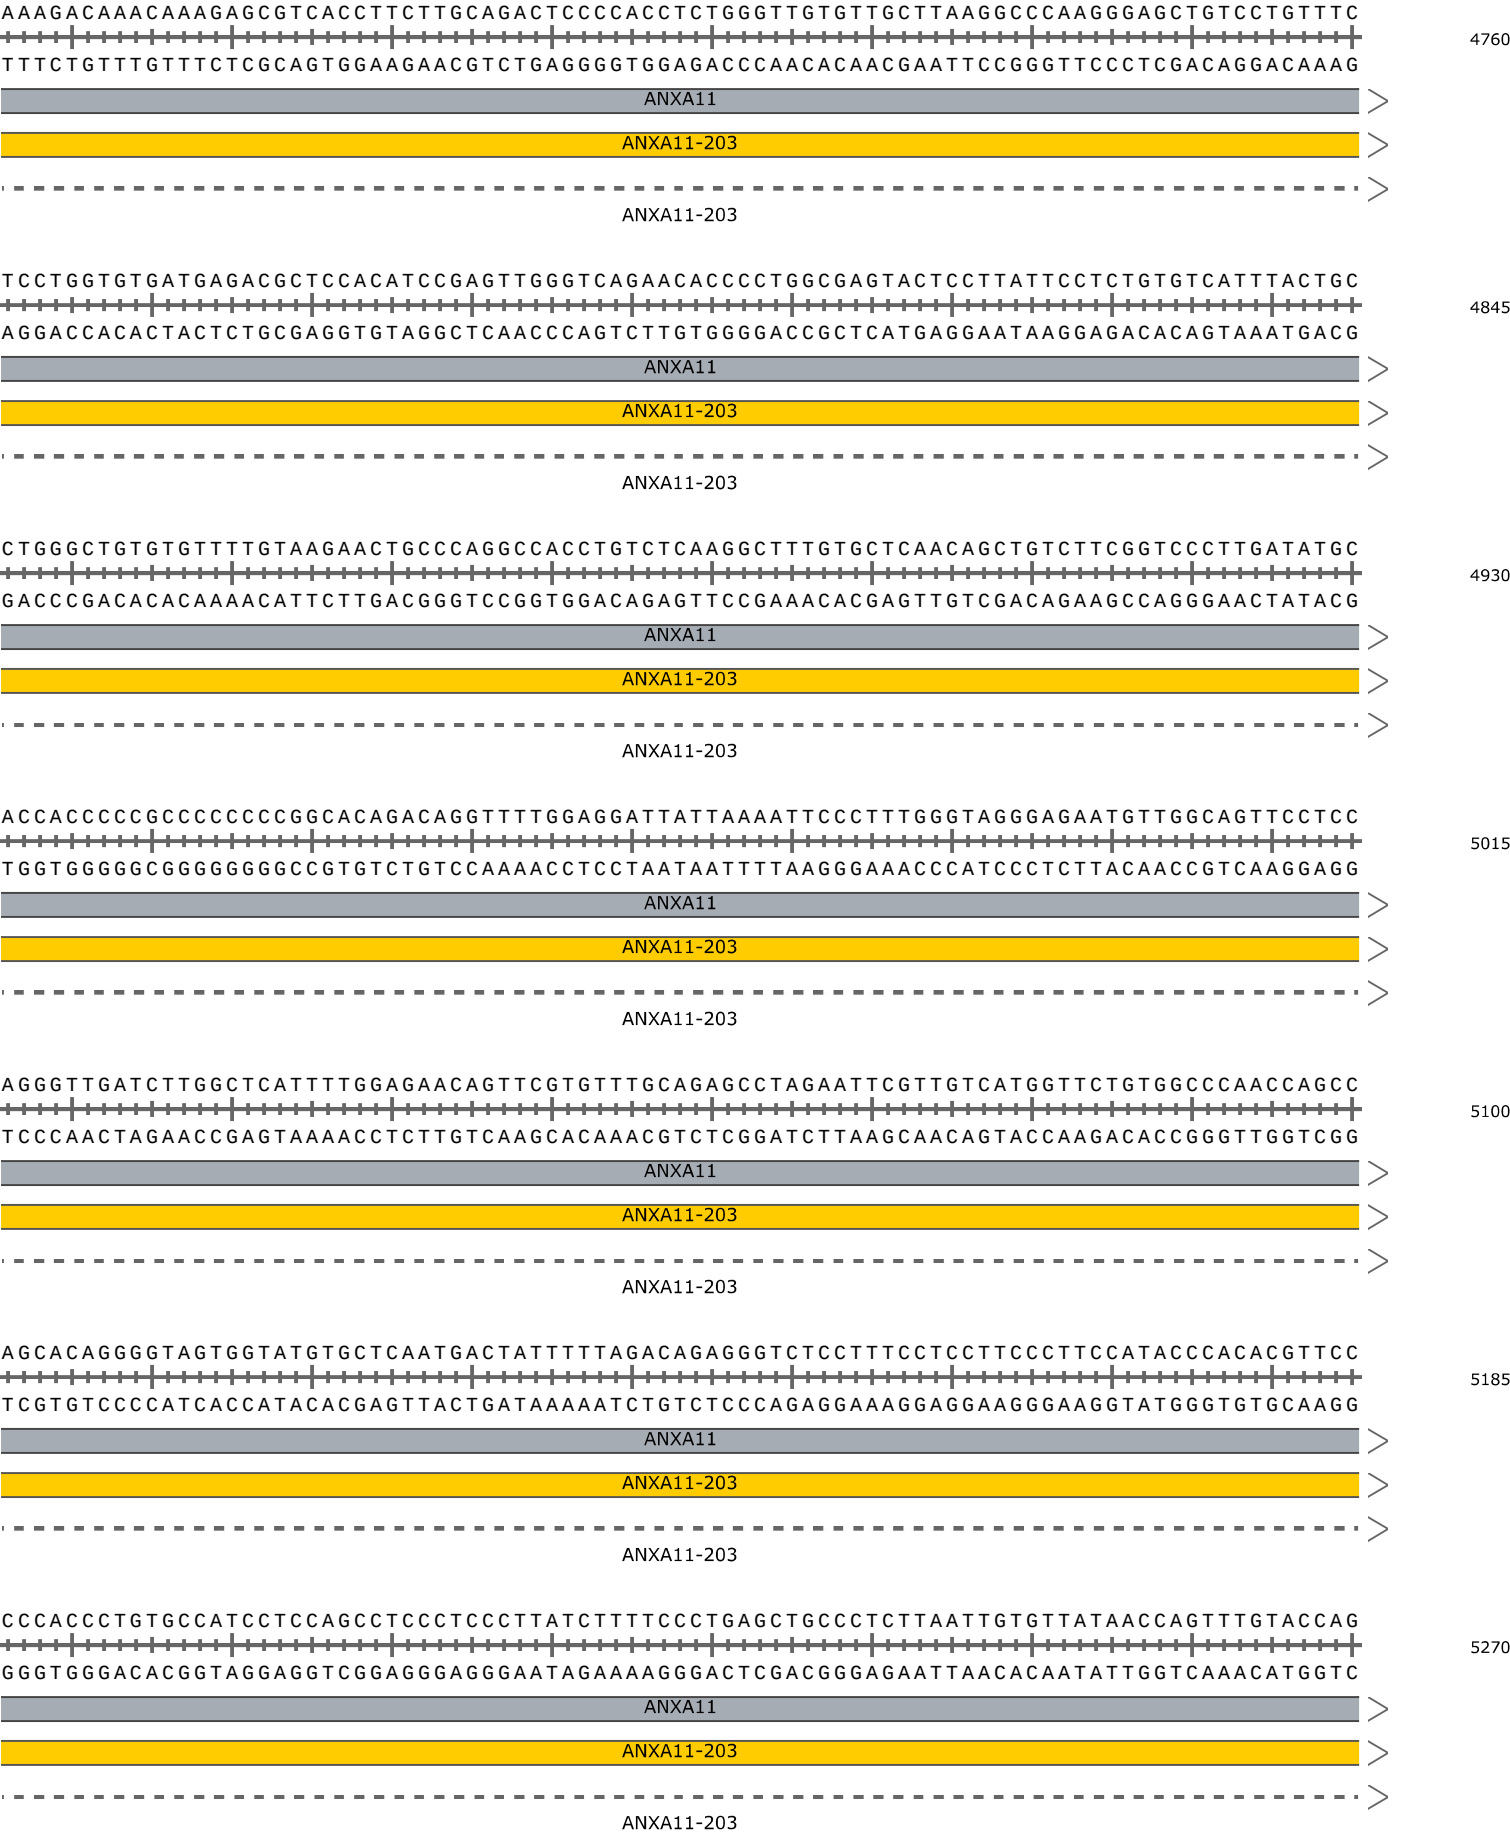 AAAGACAAACAAAGAGCGTCACCTTCTTGCAGACTCCCCACCTCTGGGTTGTGTTGCTTAAGGCCCAAGGGAGCTGTCCTGTTTC
4760
TTTCTGTTTGTTTCTCGCAGTGGAAGAACGTCTGAGGGGTGGAGACCCAACACAACGAATTCCGGGTTCCCTCGACAGGACAAAG
ANXA11
ANXA11-203
ANXA11-203
TCCTGGTGTGATGAGACGCTCCACATCCGAGTTGGGTCAGAACACCCCTGGCGAGTACTCCTTATTCCTCTGTGTCATTTACTGC
4845
AGGACCACACTACTCTGCGAGGTGTAGGCTCAACCCAGTCTTGTGGGGACCGCTCATGAGGAATAAGGAGACACAGTAAATGACG
ANXA11
ANXA11-203
ANXA11-203
CTGGGCTGTGTGTTTTGTAAGAACTGCCCAGGCCACCTGTCTCAAGGCTTTGTGCTCAACAGCTGTCTTCGGTCCCTTGATATGC
4930
GACCCGACACACAAAACATTCTTGACGGGTCCGGTGGACAGAGTTCCGAAACACGAGTTGTCGACAGAAGCCAGGGAACTATACG
ANXA11
ANXA11-203
ANXA11-203
ACCACCCCCGCCCCCCCCGGCACAGACAGGTTTTGGAGGATTATTAAAATTCCCTTTGGGTAGGGAGAATGTTGGCAGTTCCTCC
5015
TGGTGGGGGCGGGGGGGGCCGTGTCTGTCCAAAACCTCCTAATAATTTTAAGGGAAACCCATCCCTCTTACAACCGTCAAGGAGG
ANXA11
ANXA11-203
ANXA11-203
AGGGTTGATCTTGGCTCATTTTGGAGAACAGTTCGTGTTTGCAGAGCCTAGAATTCGTTGTCATGGTTCTGTGGCCCAACCAGCC
5100
TCCCAACTAGAACCGAGTAAAACCTCTTGTCAAGCACAAACGTCTCGGATCTTAAGCAACAGTACCAAGACACCGGGTTGGTCGG
ANXA11
ANXA11-203
ANXA11-203
AGCACAGGGGTAGTGGTATGTGCTCAATGACTATTTTTAGACAGAGGGTCTCCTTTCCTCCTTCCCTTCCATACCCACACGTTCC
5185
TCGTGTCCCCATCACCATACACGAGTTACTGATAAAAATCTGTCTCCCAGAGGAAAGGAGGAAGGGAAGGTATGGGTGTGCAAGG
ANXA11
ANXA11-203
ANXA11-203
CCCACCCTGTGCCATCCTCCAGCCTCCCTCCCTTATCTTTTCCCTGAGCTGCCCTCTTAATTGTGTTATAACCAGTTTGTACCAG
5270
GGGTGGGACACGGTAGGAGGTCGGAGGGAGGGAATAGAAAAGGGACTCGACGGGAGAATTAACACAATATTGGTCAAACATGGTC
ANXA11
ANXA11-203
ANXA11-203